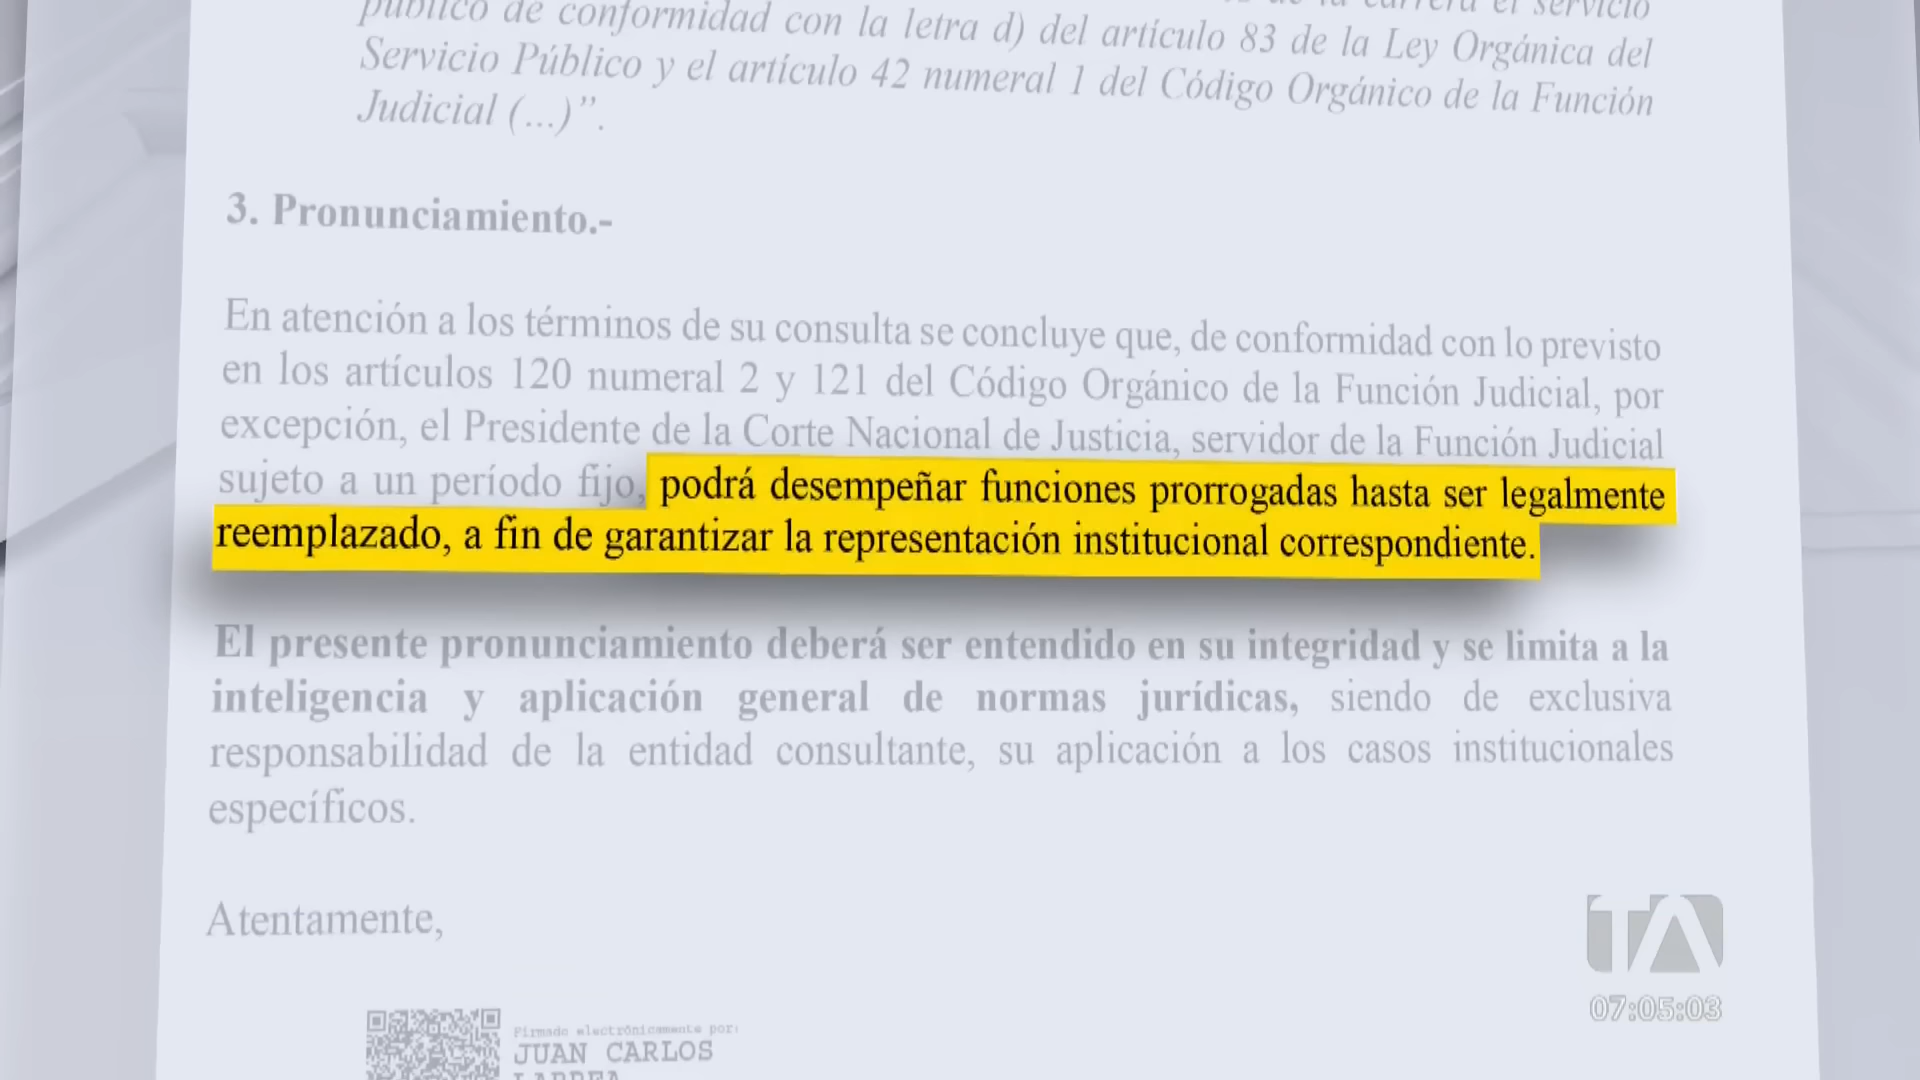 público de conformidad con la letra d) del artículo 83 de la Ley Orgánica del
Servicio Público y el artículo 42 numeral 1 del Código Orgánico de la Función
Judicial (...)”.
3. Pronunciamiento.-
En atención a los términos de su consulta se concluye que, de conformidad con lo previsto
en los artículos 120 numeral 2 y 121 del Código Orgánico de la Función Judicial, por
excepción, el Presidente de la Corte Nacional de Justicia, servidor de la Función Judicial
sujeto a un período fijo, podrá desempeñar funciones prorrogadas hasta ser legalmente
reemplazado, a fin de garantizar la representación institucional correspondiente.
El presente pronunciamiento deberá ser entendido en su integridad y se limita a la
inteligencia y aplicación general de normas jurídicas, siendo de exclusiva
responsabilidad de la entidad consultante, su aplicación a los casos institucionales
específicos.
Atentamente,
Firmado electrónicamente por:
JUAN CARLOS
LARREA
TA
07:05:03